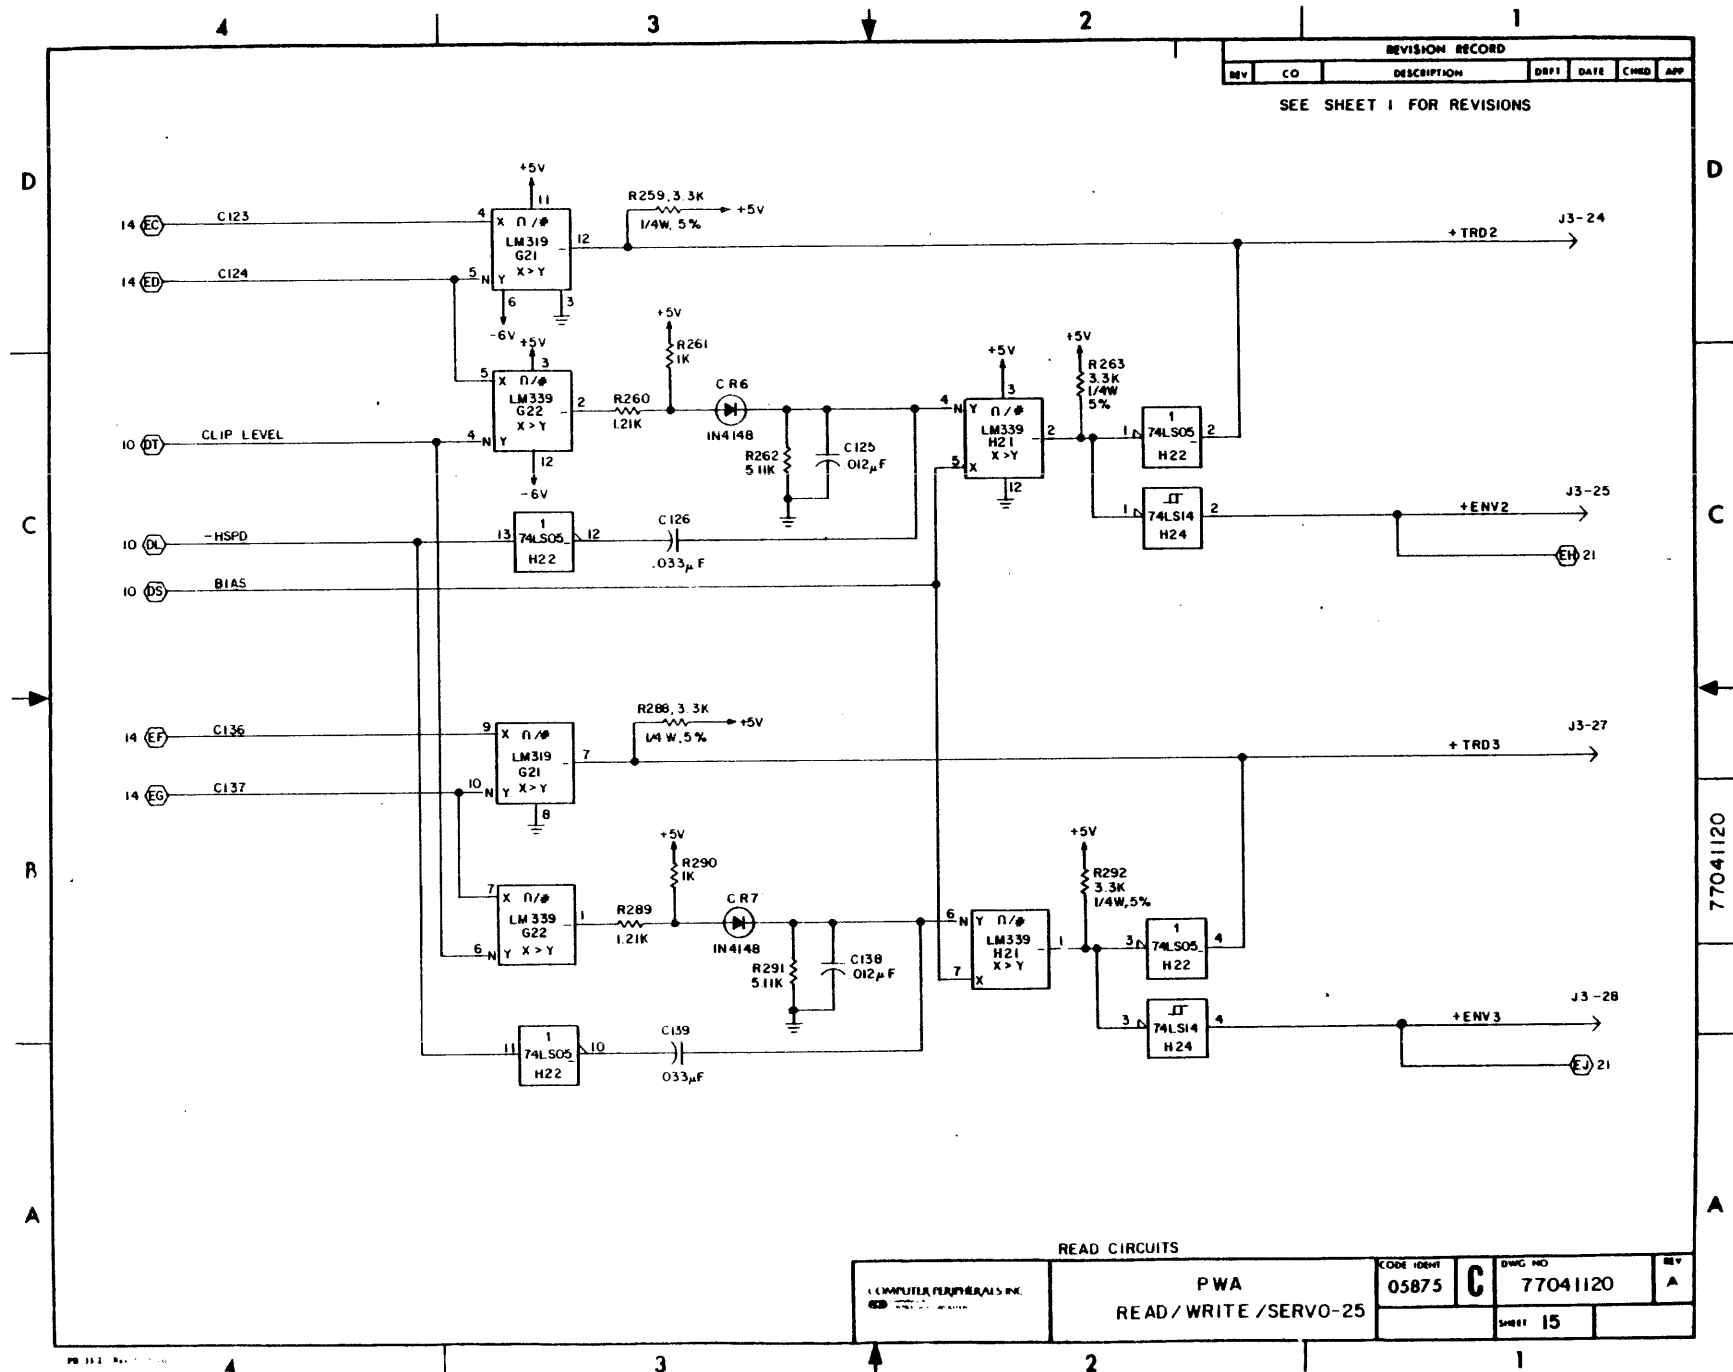 4 3 2 1
REVISION RECORD
REV CO DESCRIPTION DRFT DATE CHKD APP
SEE SHEET 1 FOR REVISIONS
D D
+5V
11
R259, 3.3K
+5V
1/4W, 5%
14 EC C123 4 X Π/#
LM319
G21
X>Y
12
+TRD2 J3-24
14 ED C124 5 N Y
6 3
-6V
+5V
3
5 X Π/#
LM339
G22
X>Y
2
R260
1.21K
+5V
R261
1K
CR6
1N4148
10 DT CLIP LEVEL 4 N Y
12
-6V
R262
5.11K
C125
.012µF
+5V
3
4 N Y Π/#
LM339
H21
X>Y
2
5 X
12
+5V
R263
3.3K
1/4W
5%
1 1 74LS05 2
H22
1 74LS14 2
H24
+ENV2 J3-25
EH 21
C C
10 DL -HSPD 13 1 74LS05 12
H22
C126
.033µF
10 DS BIAS
14 EF C136 9 X Π/#
LM319
G21
X>Y
7
R288, 3.3K
+5V
1/4W, 5%
+TRD3 J3-27
14 EG C137 10 N Y
8
B B
7 X Π/#
LM339
G22
X>Y
1
6 N Y
R289
1.21K
+5V
R290
1K
CR7
1N4148
R291
5.11K
C138
.012µF
6 N Y Π/#
LM339
H21
X>Y
1
7 X
+5V
R292
3.3K
1/4W, 5%
3 1 74LS05 4
H22
3 74LS14 4
H24
+ENV3 J3-28
EJ 21
11 1 74LS05 10
H22
C139
.033µF
77041120
A A
READ CIRCUITS
COMPUTER PERIPHERALS INC.
PWA
READ/WRITE/SERVO-25
CODE IDENT
05875
C
DWG NO
77041120
REV
A
SHEET 15
4 3 2 1